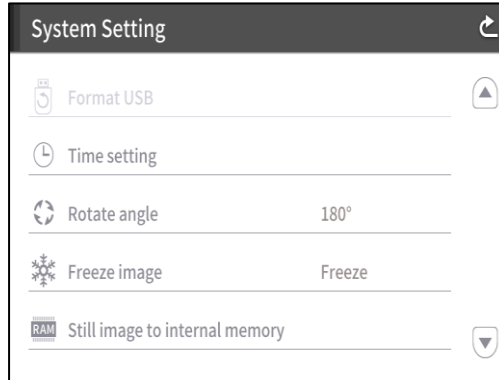 System Setting
Format USB
Time setting
Rotate angle 180°
Freeze image Freeze
RAM Still image to internal memory